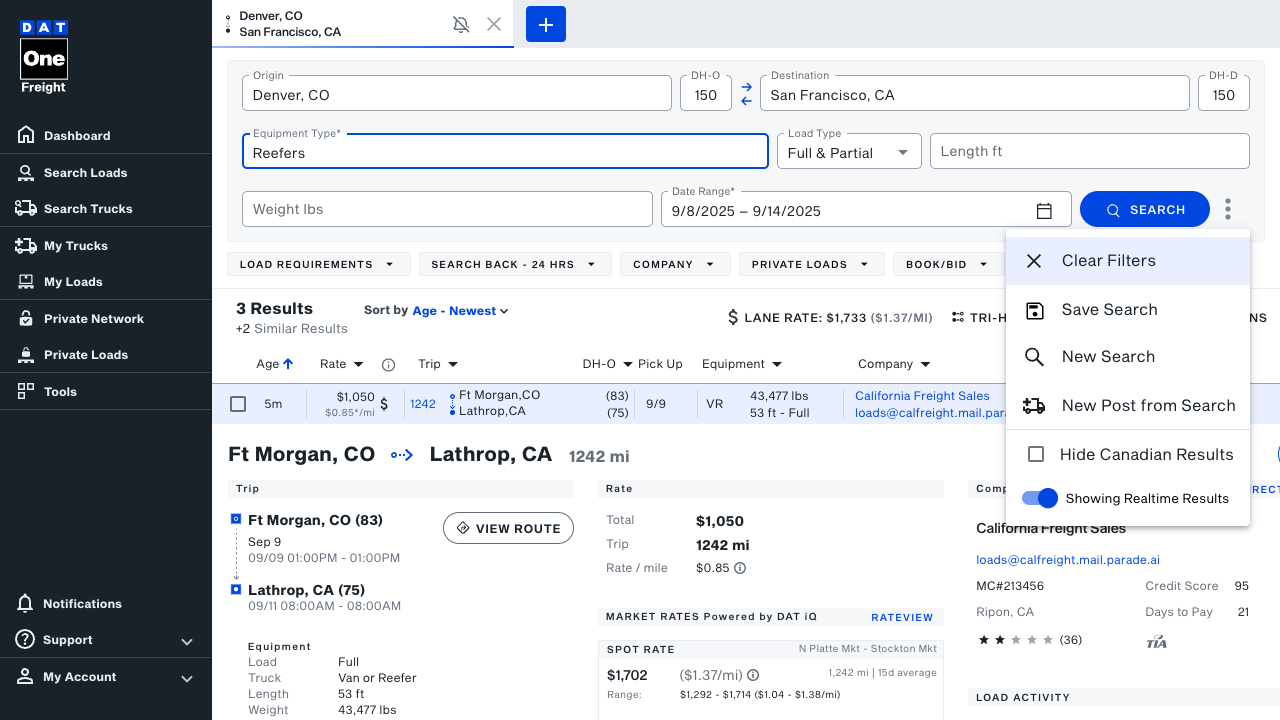 DAT
One
Freight
Dashboard
Search Loads
Search Trucks
My Trucks
My Loads
Private Network
Private Loads
Tools
Notifications
Support
My Account
Denver, CO
San Francisco, CA
Origin
Denver, CO
DH-O
150
Destination
San Francisco, CA
DH-D
150
Equipment Type*
Reefers
Load Type
Full & Partial
Length ft
Weight lbs
Date Range*
9/8/2025 – 9/14/2025
SEARCH
LOAD REQUIREMENTS
SEARCH BACK - 24 HRS
COMPANY
PRIVATE LOADS
BOOK/BID
Clear Filters
Save Search
New Search
New Post from Search
Hide Canadian Results
Showing Realtime Results
3 Results
+2 Similar Results
Sort by Age - Newest
$ LANE RATE: $1,733 ($1.37/MI)
TRI-H
NS
Age
Rate
Trip
DH-O
Pick Up
Equipment
Company
5m
$1,050
$0.85*/mi
$
1242
Ft Morgan,CO
Lathrop,CA
(83)
(75)
9/9
VR
43,477 lbs
53 ft - Full
California Freight Sales
loads@calfreight.mail.para
Ft Morgan, CO
Lathrop, CA
1242 mi
Trip
Ft Morgan, CO (83)
Sep 9
09/09 01:00PM - 01:00PM
VIEW ROUTE
Lathrop, CA (75)
09/11 08:00AM - 08:00AM
Equipment
Load Full
Truck Van or Reefer
Length 53 ft
Weight 43,477 lbs
Rate
Total $1,050
Trip 1242 mi
Rate / mile $0.85
MARKET RATES Powered by DAT iQ
RATEVIEW
SPOT RATE
N Platte Mkt - Stockton Mkt
$1,702 ($1.37/mi)
1,242 mi | 15d average
Range: $1,292 - $1,714 ($1.04 - $1.38/mi)
Comp
RECT
California Freight Sales
loads@calfreight.mail.parade.ai
MC#213456
Credit Score 95
Ripon, CA
Days to Pay 21
(36)
TIA
LOAD ACTIVITY